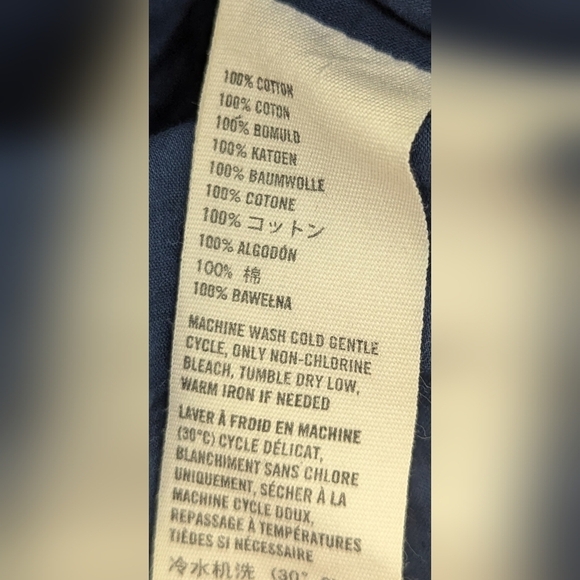 100% COTTON
100% COTON
100% BOMULD
100% KATOEN
100% BAUMWOLLE
100% COTONE
100% コットン
100% ALGODÓN
100% 棉
100% BAWEŁNA
MACHINE WASH COLD GENTLE
CYCLE, ONLY NON-CHLORINE
BLEACH, TUMBLE DRY LOW,
WARM IRON IF NEEDED
LAVER À FROID EN MACHINE
(30°C) CYCLE DÉLICAT,
BLANCHIMENT SANS CHLORE
UNIQUEMENT, SÉCHER À LA
MACHINE CYCLE DOUX,
REPASSAGE À TEMPÉRATURES
TIÈDES SI NÉCESSAIRE
冷水机洗 (30°